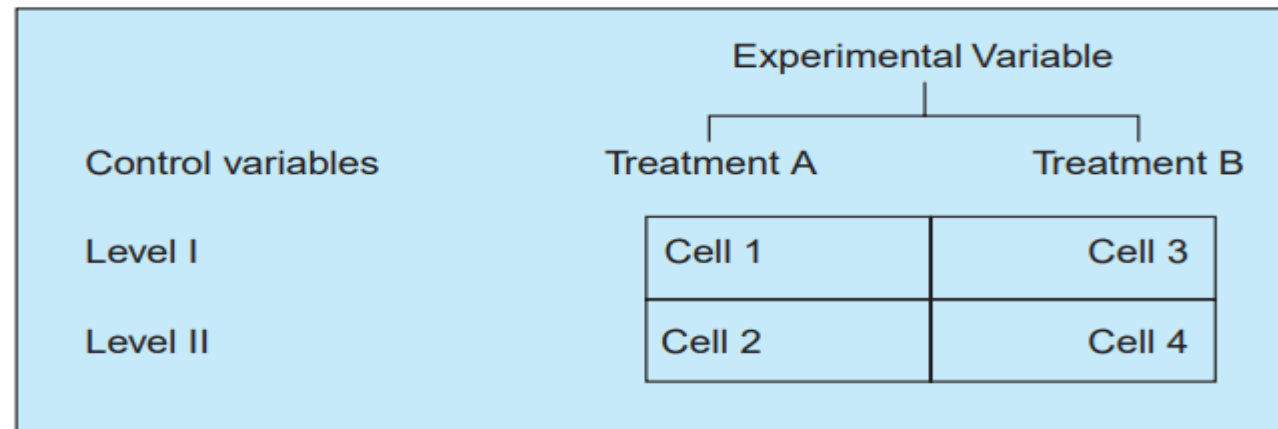 Experimental Variable
Control variables Treatment A Treatment B
Level I Cell 1 Cell 3
Level II Cell 2 Cell 4